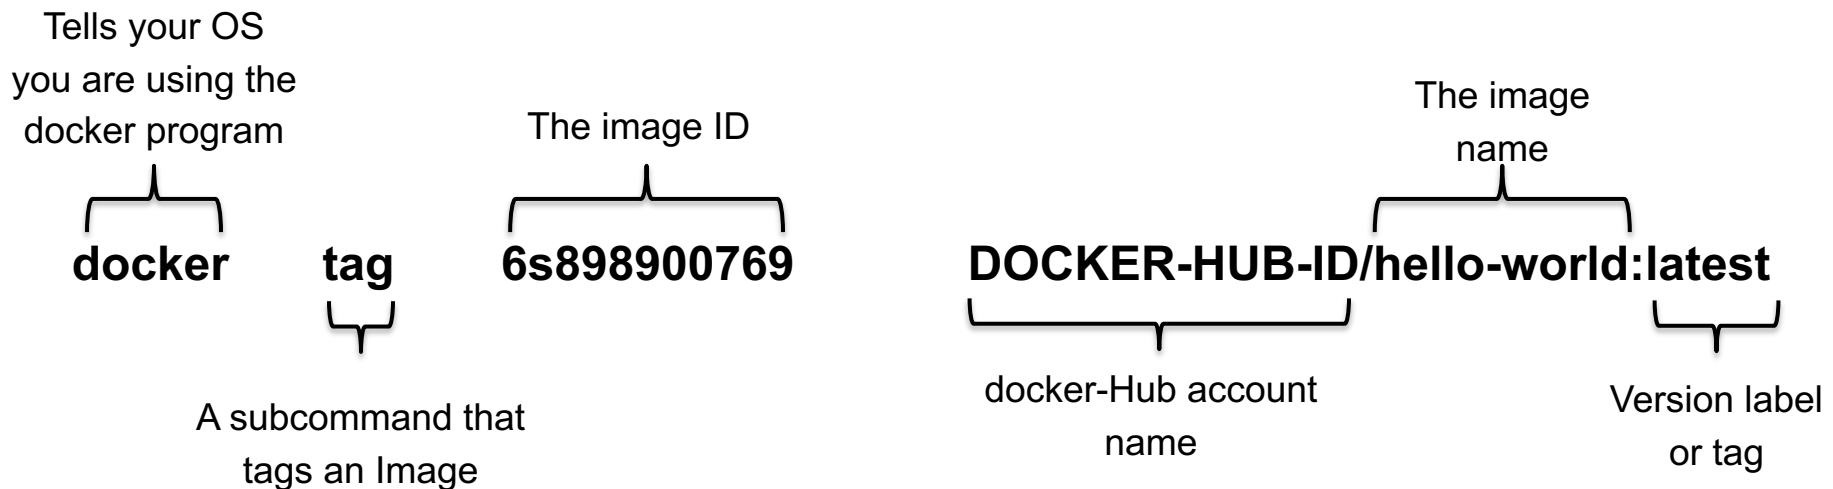 Tells your OS
you are using the
docker program
The image ID
The image
name
docker tag 6s898900769 DOCKER-HUB-ID/hello-world:latest
A subcommand that
tags an Image
docker-Hub account
name
Version label
or tag